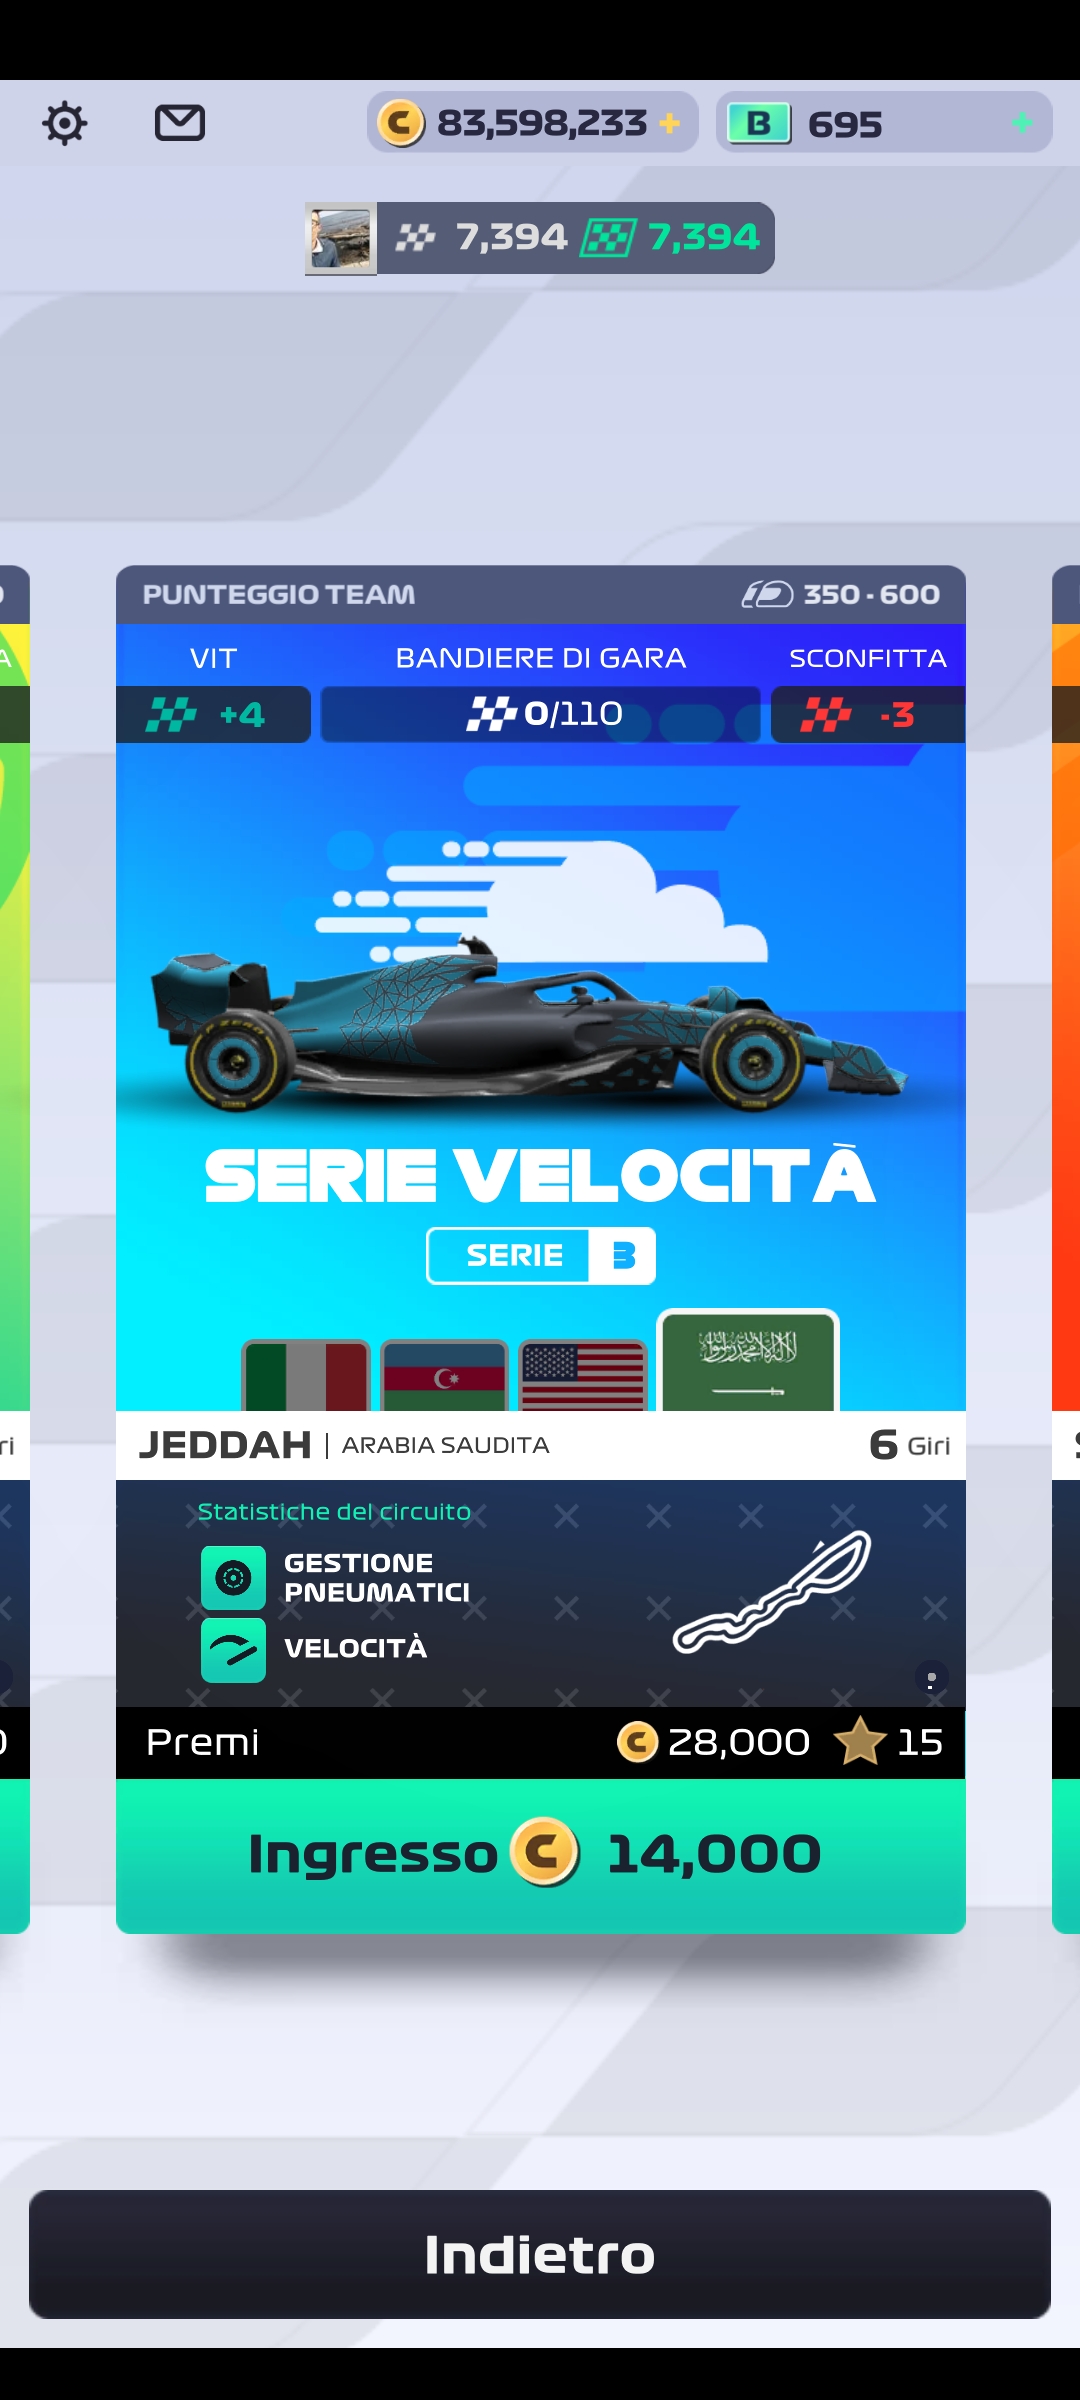 C 83,598,233 +
B 695 +
7,394 7,394
PUNTEGGIO TEAM 350 - 600
VIT BANDIERE DI GARA SCONFITTA
+4 0/110 -3
P ZERO P ZERO
SERIE VELOCITÀ
SERIE B
JEDDAH | ARABIA SAUDITA 6 Giri
Statistiche del circuito
GESTIONE
PNEUMATICI
VELOCITÀ
Premi C 28,000 15
Ingresso C 14,000
Indietro